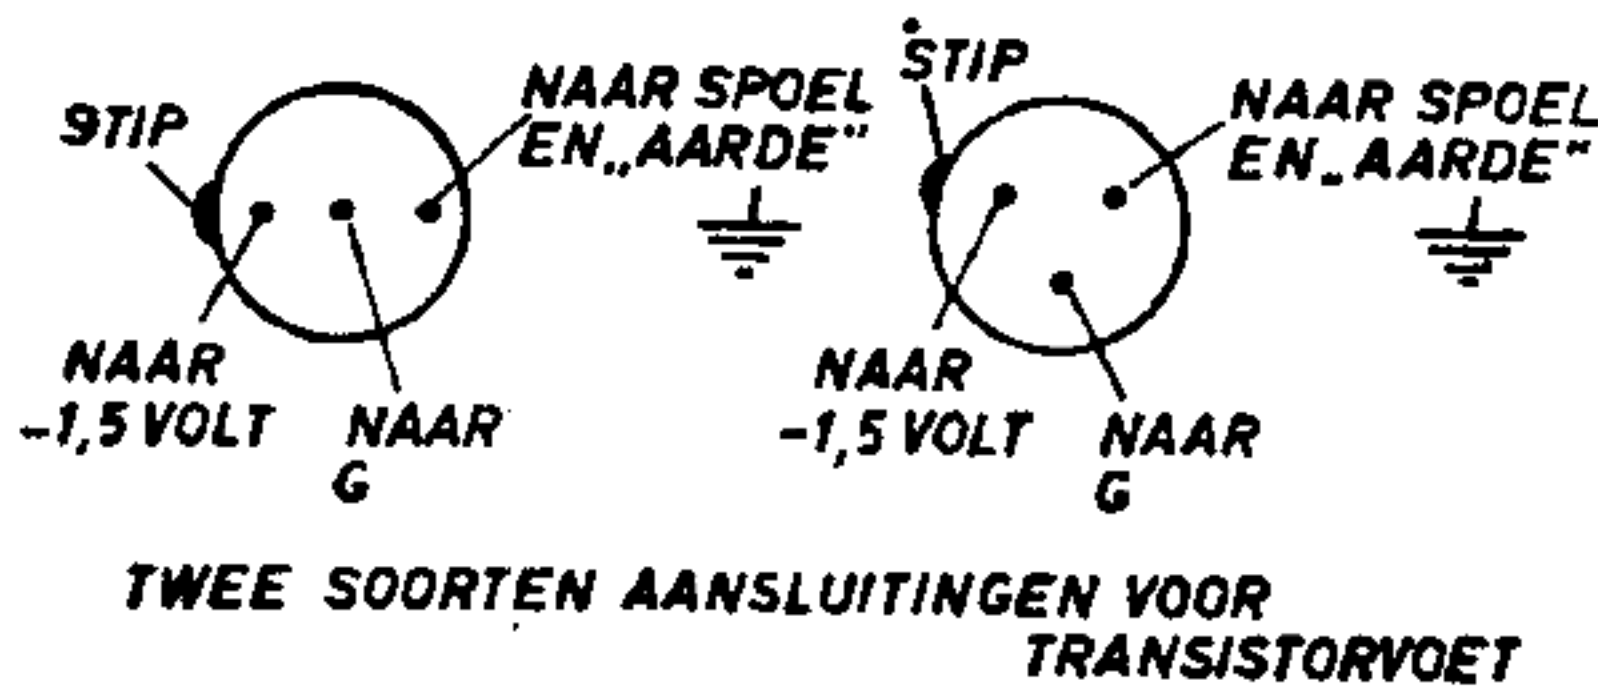 STIP
NAAR SPOEL
EN „AARDE"
NAAR
-1,5 VOLT
NAAR
G
STIP
NAAR SPOEL
EN „AARDE"
NAAR
-1,5 VOLT
NAAR
G
TWEE SOORTEN AANSLUITINGEN VOOR
TRANSISTORVOET